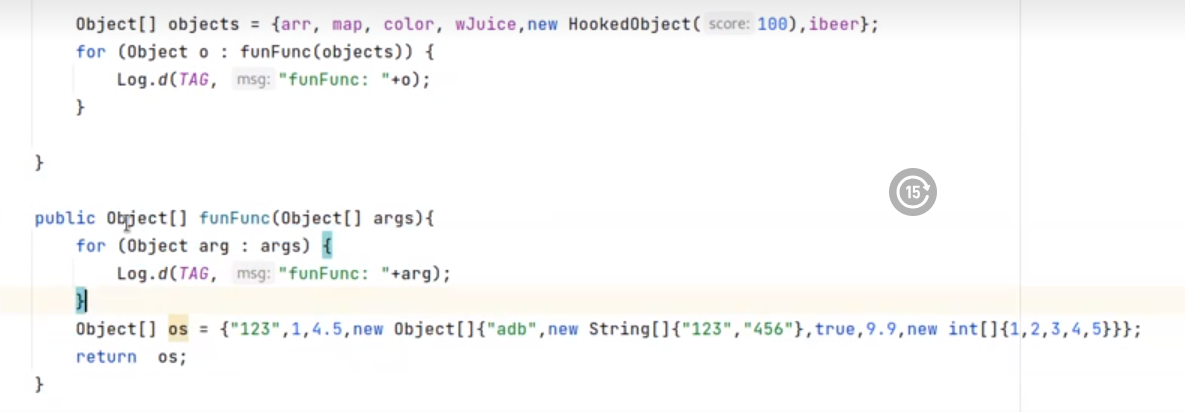 Object[] objects = {arr, map, color, wJuice,new HookedObject( score: 100),ibeer};
for (Object o : funFunc(objects)) {
Log.d(TAG, msg: "funFunc: "+o);
}
}
15
public Object[] funFunc(Object[] args){
for (Object arg : args) {
Log.d(TAG, msg: "funFunc: "+arg);
}
Object[] os = {"123",1,4.5,new Object[]{"adb",new String[]{"123","456"},true,9.9,new int[]{1,2,3,4,5}}};
return os;
}